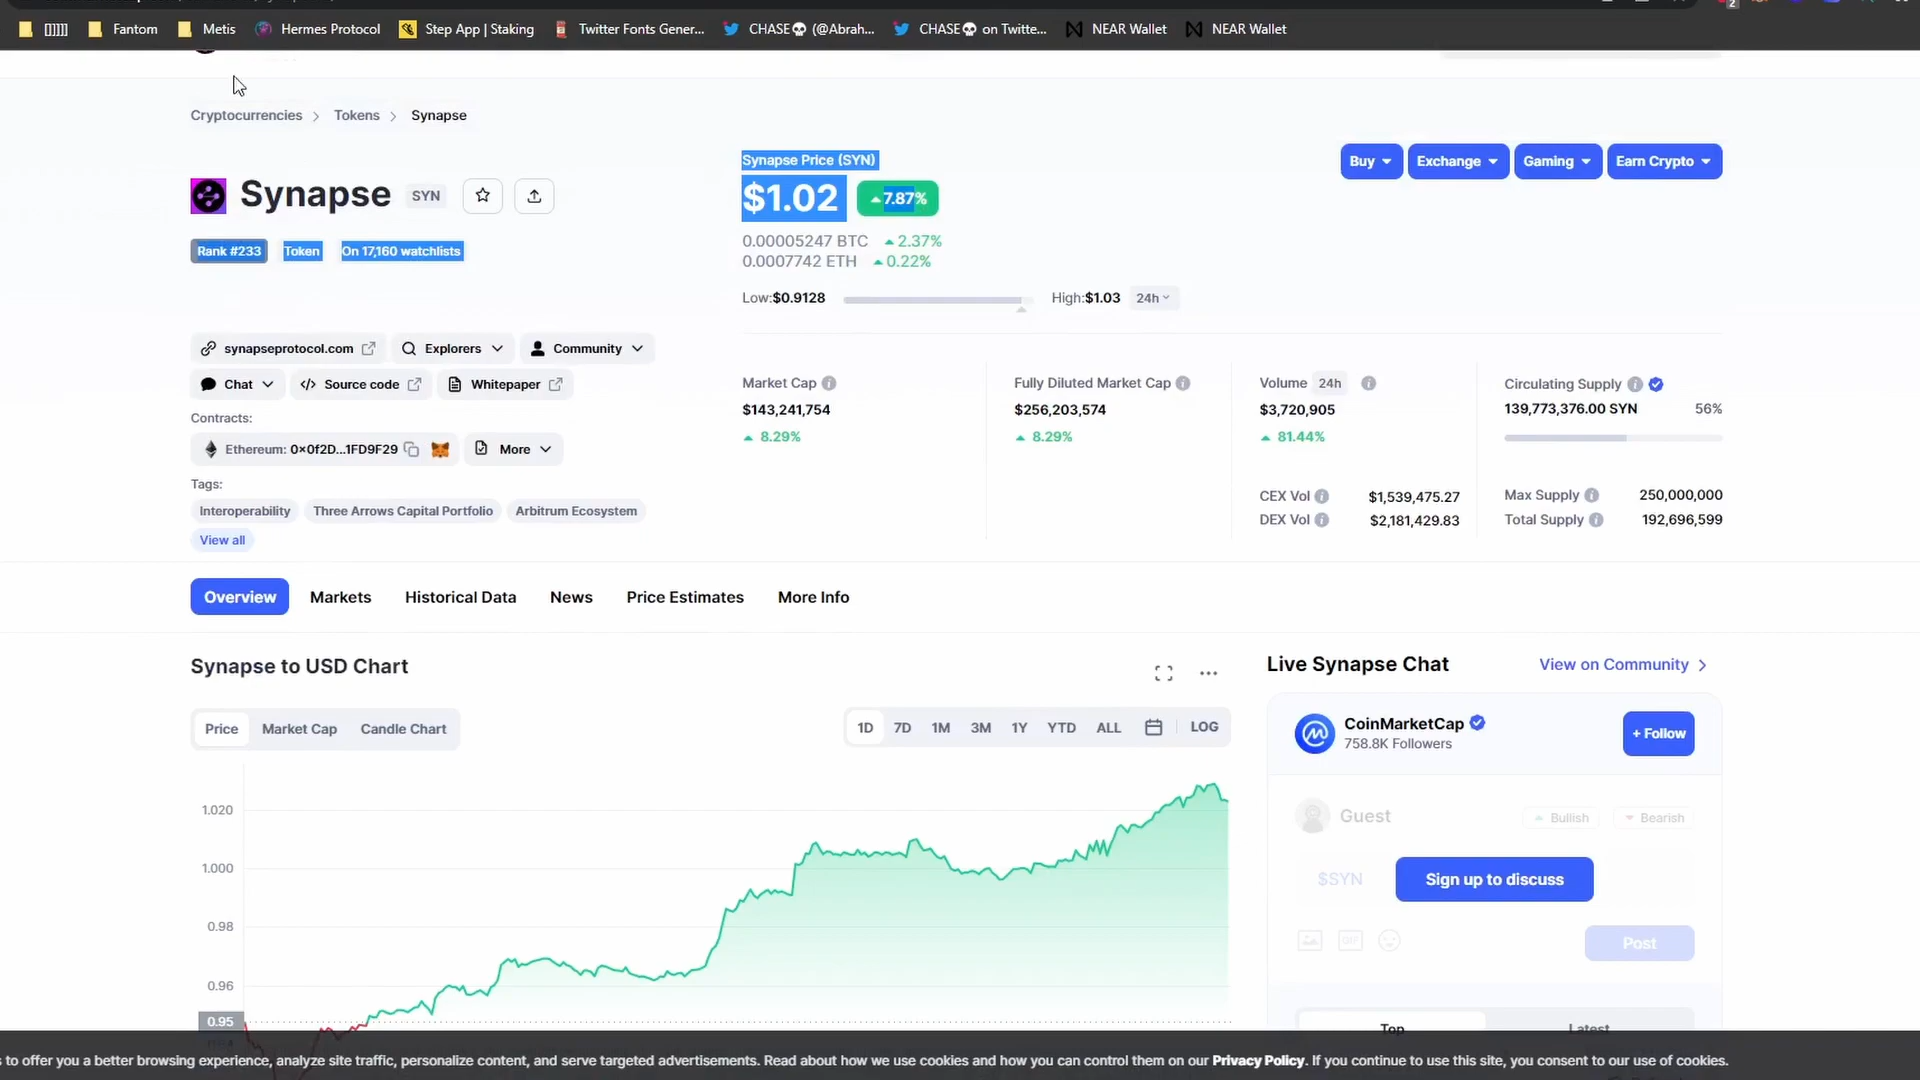 Fantom
Metis
Hermes Protocol
Step App | Staking
Twitter Fonts Gener...
CHASE💀 (@Abrah...
CHASE💀 on Twitte...
NEAR Wallet
NEAR Wallet
Cryptocurrencies > Tokens > Synapse
Synapse SYN
Rank #233 Token On 17,160 watchlists
Synapse Price (SYN)
$1.02 7.87%
0.00005247 BTC 2.37%
0.0007742 ETH 0.22%
Low:$0.9128 High:$1.03 24h
Buy Exchange Gaming Earn Crypto
synapseprotocol.com Explorers Community
Chat Source code Whitepaper
Contracts:
Ethereum: 0x0f2D...1FD9F29 More
Tags:
Interoperability Three Arrows Capital Portfolio Arbitrum Ecosystem
View all
Market Cap
$143,241,754
8.29%
Fully Diluted Market Cap
$256,203,574
8.29%
Volume 24h
$3,720,905
81.44%
CEX Vol $1,539,475.27
DEX Vol $2,181,429.83
Circulating Supply
139,773,376.00 SYN 56%
Max Supply 250,000,000
Total Supply 192,696,599
Overview Markets Historical Data News Price Estimates More Info
Synapse to USD Chart
Price Market Cap Candle Chart
1D 7D 1M 3M 1Y YTD ALL LOG
1.020
1.000
0.98
0.96
0.95
Live Synapse Chat View on Community
CoinMarketCap
758.8K Followers
+ Follow
Guest Bullish Bearish
$SYN
Sign up to discuss
GIF
Post
Top Latest
s to offer you a better browsing experience, analyze site traffic, personalize content, and serve targeted advertisements. Read about how we use cookies and how you can control them on our Privacy Policy. If you continue to use this site, you consent to our use of cookies.